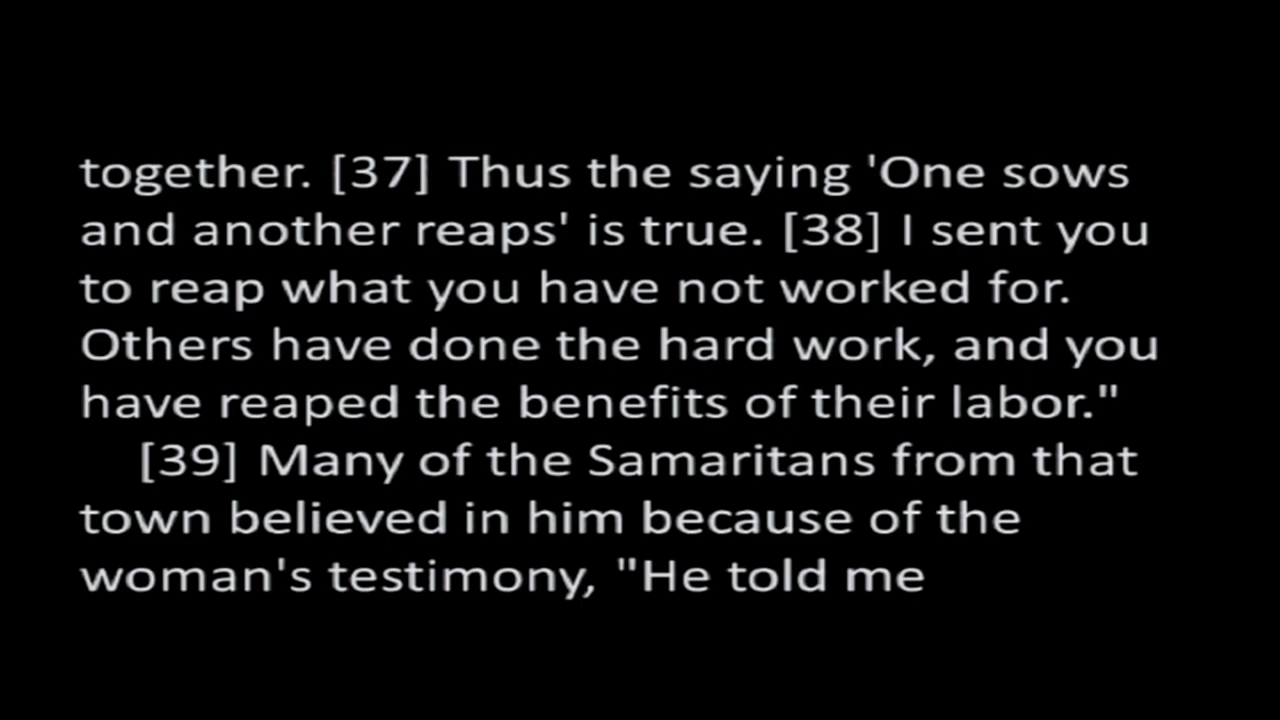 together. [37] Thus the saying 'One sows
and another reaps' is true. [38] I sent you
to reap what you have not worked for.
Others have done the hard work, and you
have reaped the benefits of their labor."
[39] Many of the Samaritans from that
town believed in him because of the
woman's testimony, "He told me